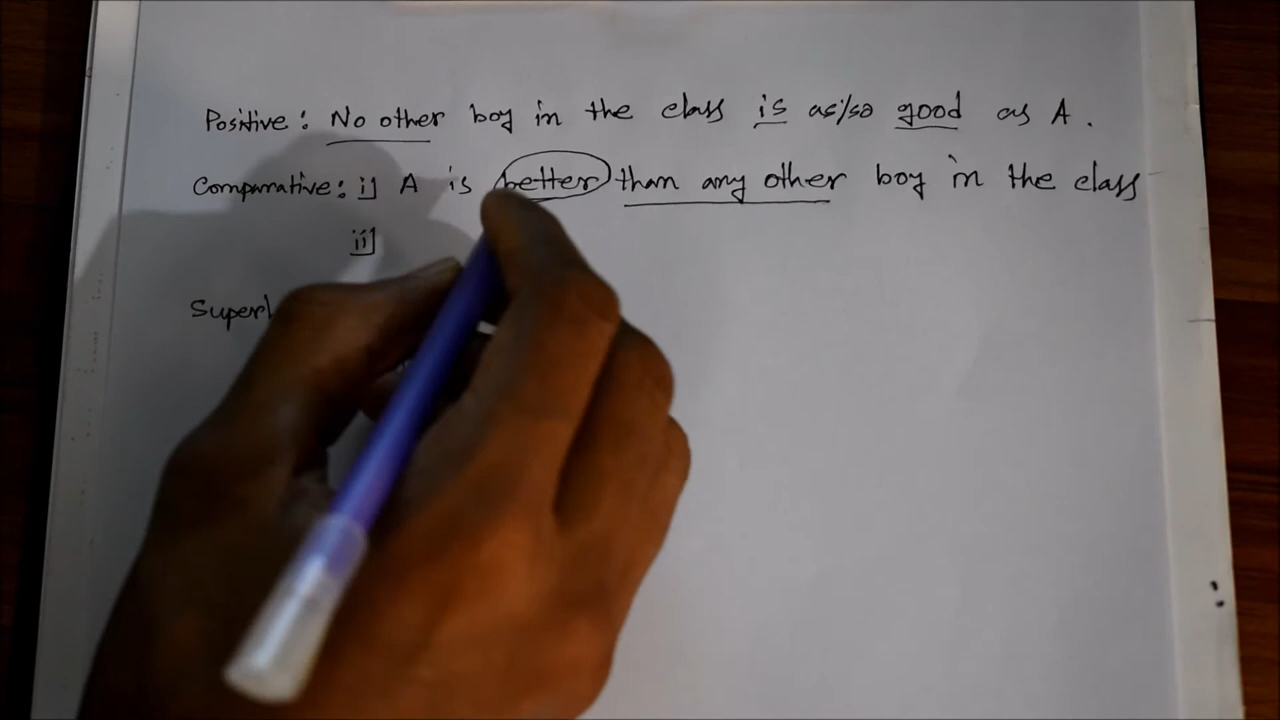 Positive: No other boy in the class is as/so good as A.
Comparative: i] A is better than any other boy in the class
ii]